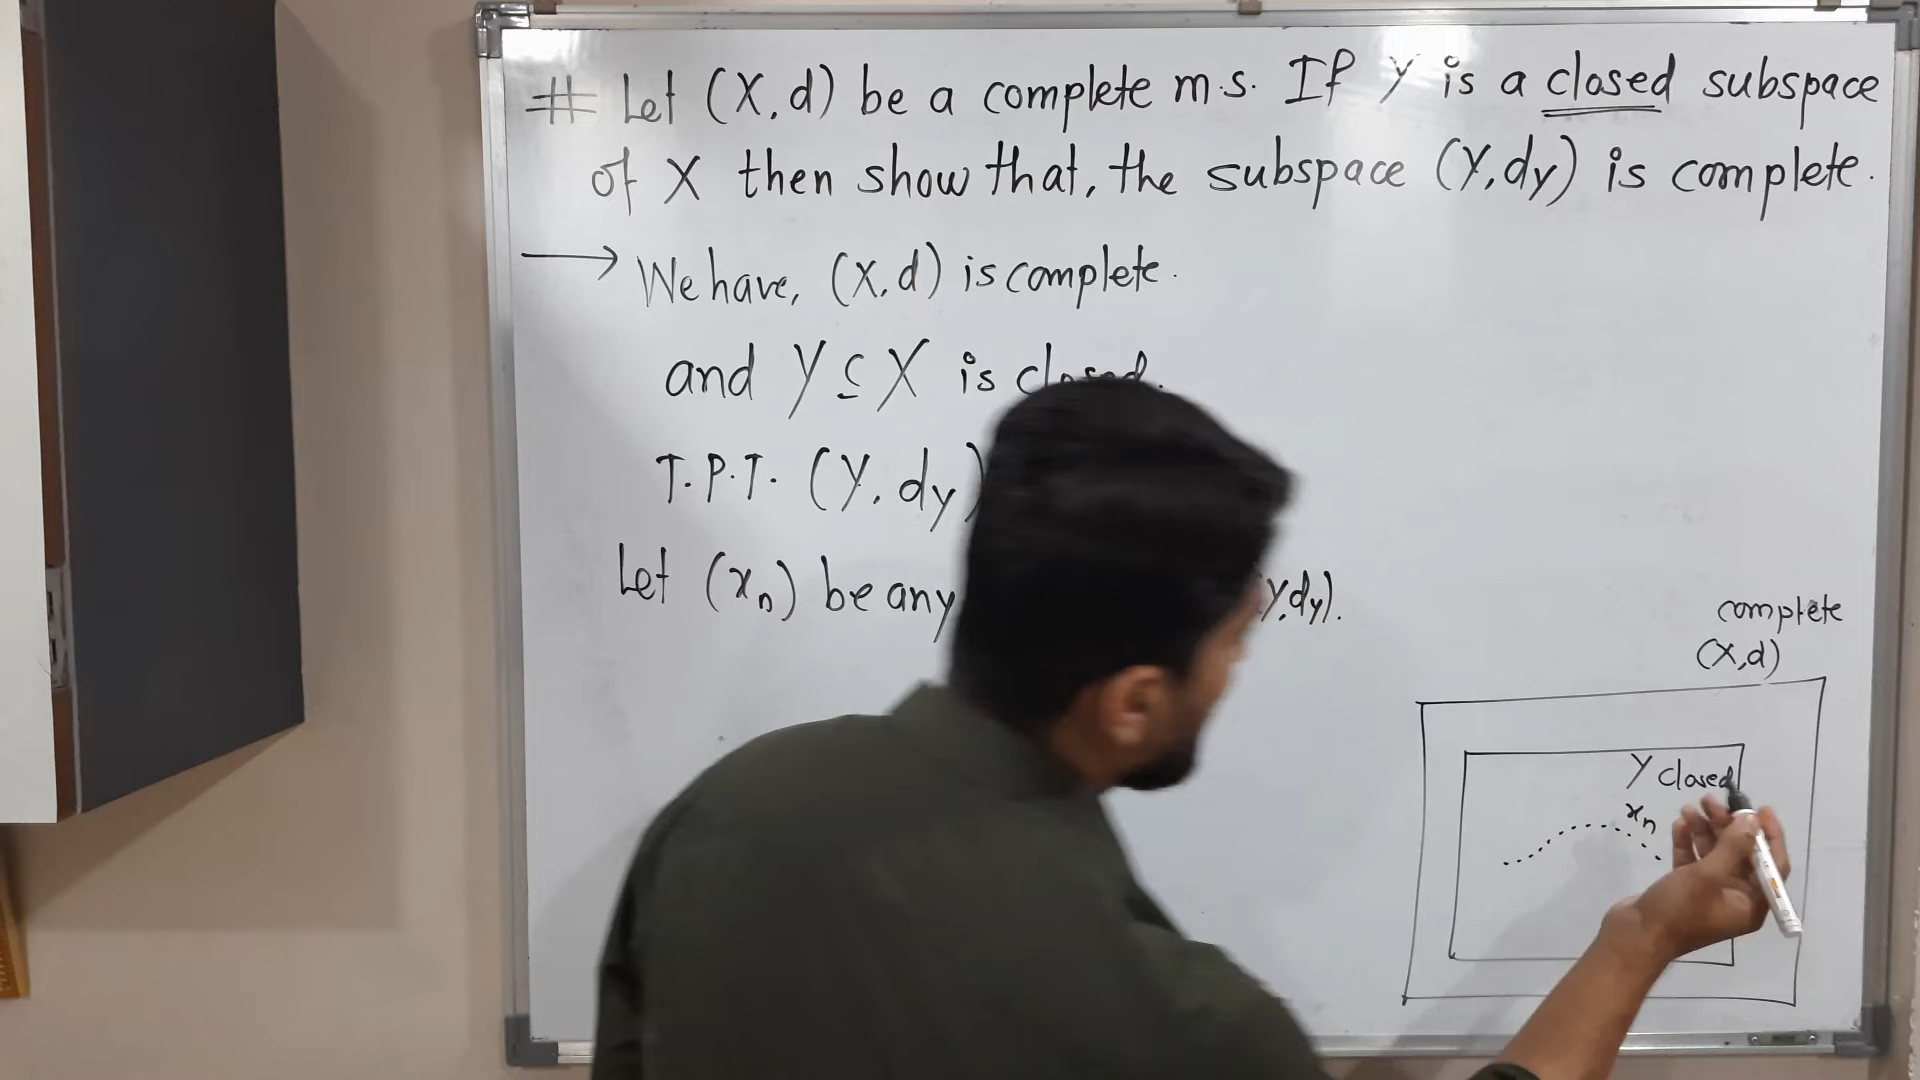 # Let (X,d) be a complete m.s. If Y is a closed subspace
of X then show that, the subspace (Y,dy) is complete.
→ We have, (X,d) is complete.
and Y ⊆ X is closed.
T.P.T. (Y,dy)
Let (xn) be any (Y,dy).
complete
(X,d)
Y closed
xn